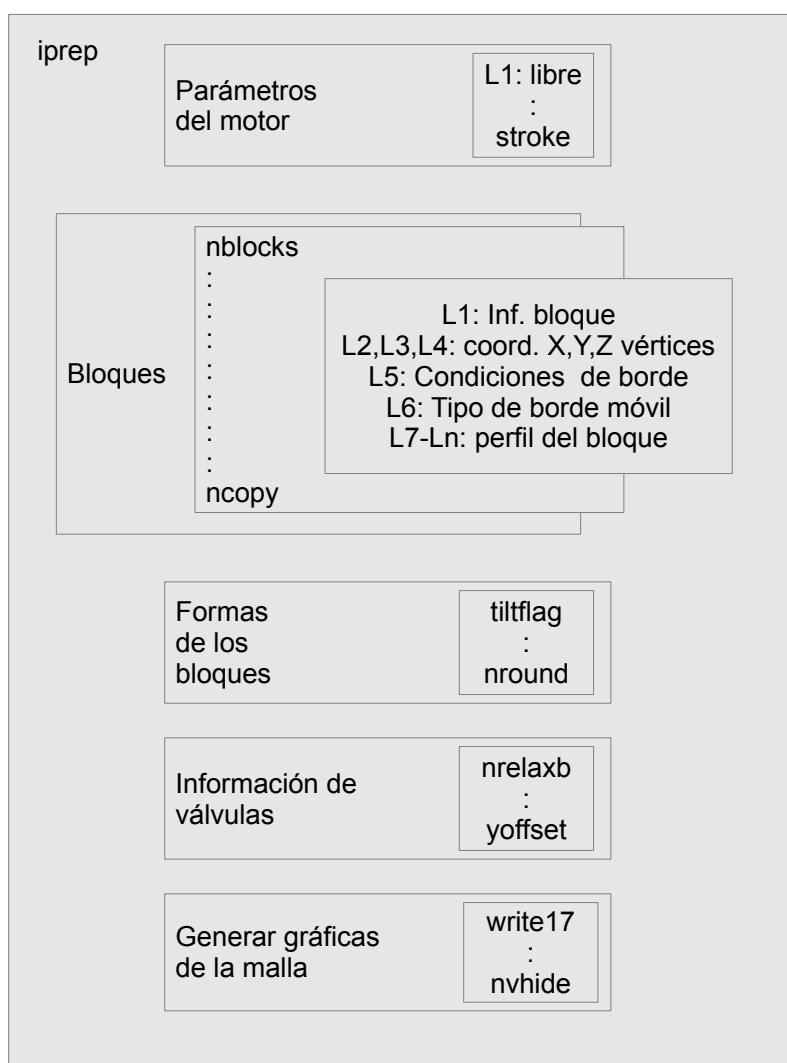 iprep
Parámetros
del motor
L1: libre
:
stroke
Bloques
nblocks
:
:
:
:
:
:
:
ncopy
L1: Inf. bloque
L2,L3,L4: coord. X,Y,Z vértices
L5: Condiciones de borde
L6: Tipo de borde móvil
L7-Ln: perfil del bloque
Formas
de los
bloques
tiltflag
:
nround
Información de
válvulas
nrelaxb
:
yoffset
Generar gráficas
de la malla
write17
:
nvhide